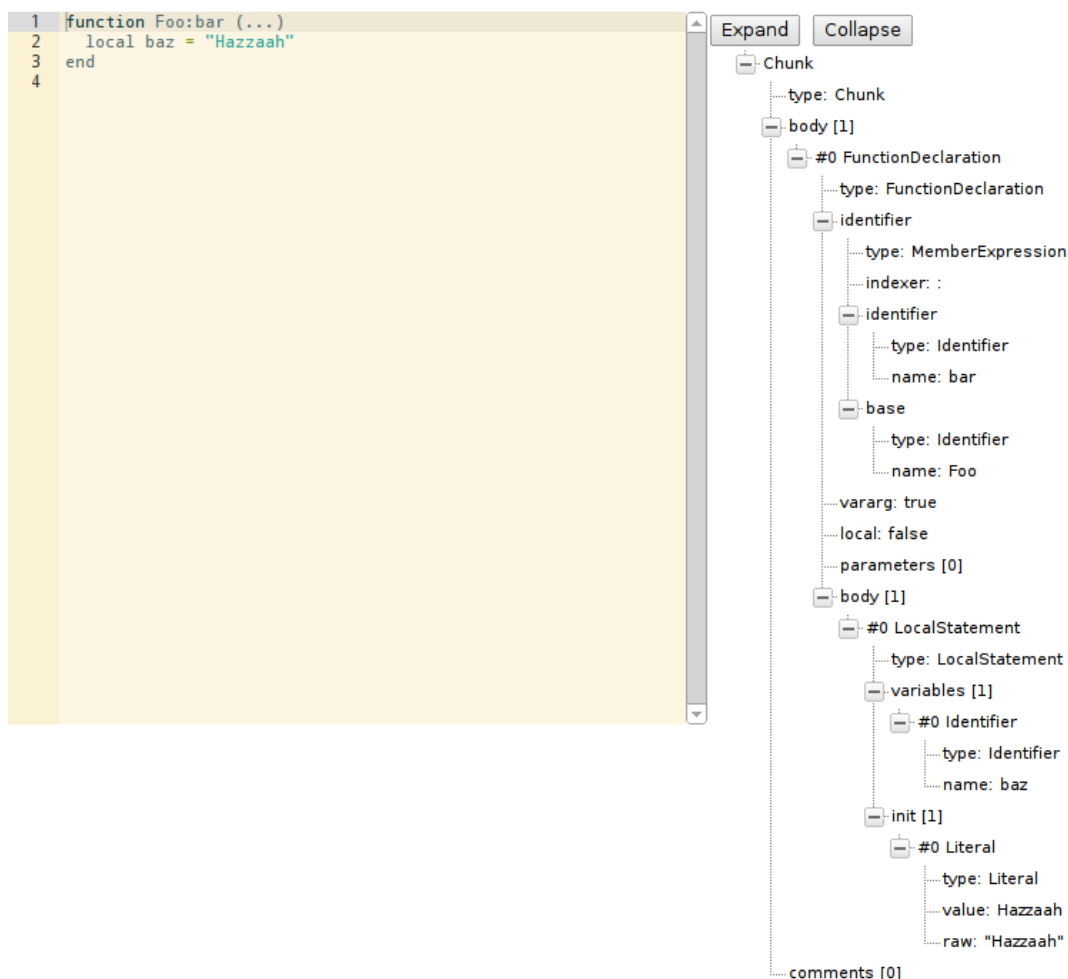 1 function Foo:bar (...)
2 local baz = "Hazzaah"
3 end
4
Expand Collapse
Chunk
type: Chunk
body [1]
#0 FunctionDeclaration
type: FunctionDeclaration
identifier
type: MemberExpression
indexer: :
identifier
type: Identifier
name: bar
base
type: Identifier
name: Foo
vararg: true
local: false
parameters [0]
body [1]
#0 LocalStatement
type: LocalStatement
variables [1]
#0 Identifier
type: Identifier
name: baz
init [1]
#0 Literal
type: Literal
value: Hazzaah
raw: "Hazzaah"
comments [0]